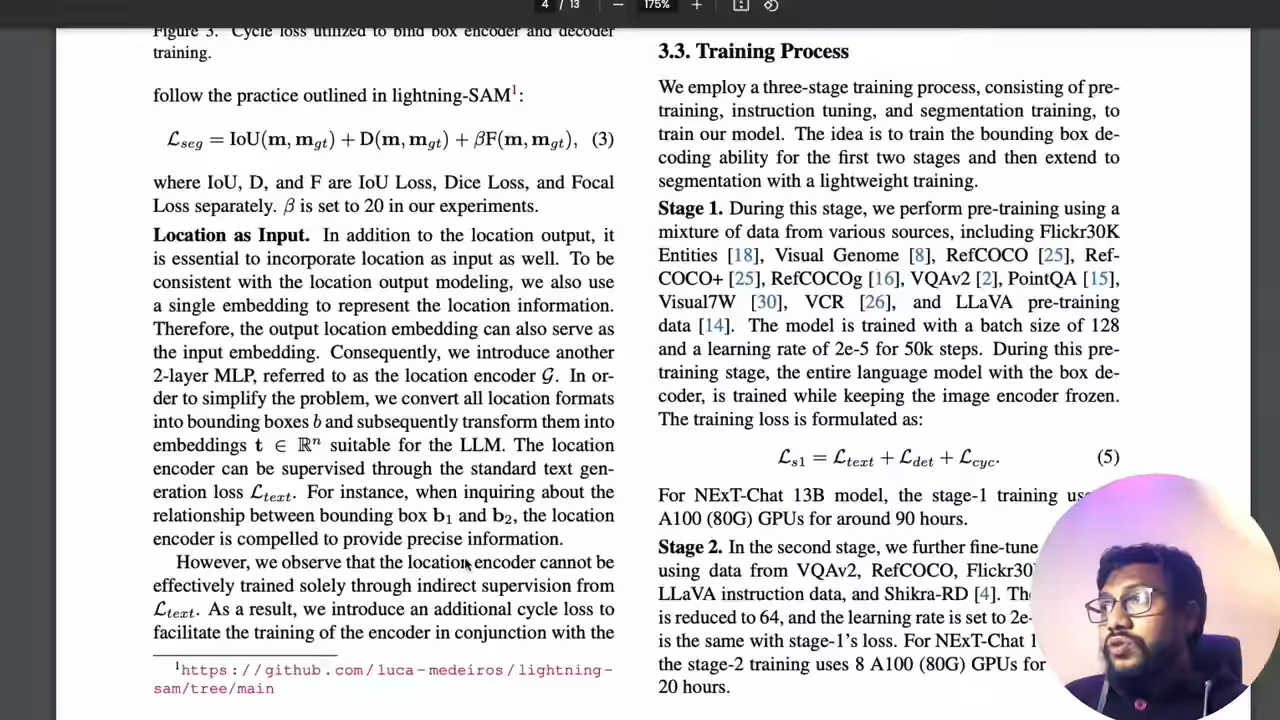 4 / 13
175%
Figure 3. Cycle loss utilized to bind box encoder and decoder
training.
follow the practice outlined in lightning-SAM1:
ℒseg = IoU(m, mgt) + D(m, mgt) + βF(m, mgt), (3)
where IoU, D, and F are IoU Loss, Dice Loss, and Focal
Loss separately. β is set to 20 in our experiments.
Location as Input. In addition to the location output, it
is essential to incorporate location as input as well. To be
consistent with the location output modeling, we also use
a single embedding to represent the location information.
Therefore, the output location embedding can also serve as
the input embedding. Consequently, we introduce another
2-layer MLP, referred to as the location encoder 𝒢. In or-
der to simplify the problem, we convert all location formats
into bounding boxes b and subsequently transform them into
embeddings t ∈ ℝn suitable for the LLM. The location
encoder can be supervised through the standard text gen-
eration loss ℒtext. For instance, when inquiring about the
relationship between bounding box b1 and b2, the location
encoder is compelled to provide precise information.
However, we observe that the location encoder cannot be
effectively trained solely through indirect supervision from
ℒtext. As a result, we introduce an additional cycle loss to
facilitate the training of the encoder in conjunction with the
1https://github.com/luca-medeiros/lightning-
sam/tree/main
3.3. Training Process
We employ a three-stage training process, consisting of pre-
training, instruction tuning, and segmentation training, to
train our model. The idea is to train the bounding box de-
coding ability for the first two stages and then extend to
segmentation with a lightweight training.
Stage 1. During this stage, we perform pre-training using a
mixture of data from various sources, including Flickr30K
Entities [18], Visual Genome [8], RefCOCO [25], Ref-
COCO+ [25], RefCOCOg [16], VQAv2 [2], PointQA [15],
Visual7W [30], VCR [26], and LLaVA pre-training
data [14]. The model is trained with a batch size of 128
and a learning rate of 2e-5 for 50k steps. During this pre-
training stage, the entire language model with the box de-
coder, is trained while keeping the image encoder frozen.
The training loss is formulated as:
ℒs1 = ℒtext + ℒdet + ℒcyc. (5)
For NExT-Chat 13B model, the stage-1 training
A100 (80G) GPUs for around 90 hours.
Stage 2. In the second stage, we further fine-tune
using data from VQAv2, RefCOCO,
LLaVA instruction data, and Shikra-RD [4].
is reduced to 64, and the learning rate is set to
is the same with stage-1's loss. For NExT-Chat
the stage-2 training uses 8 A100 (80G) GPUs for
20 hours.